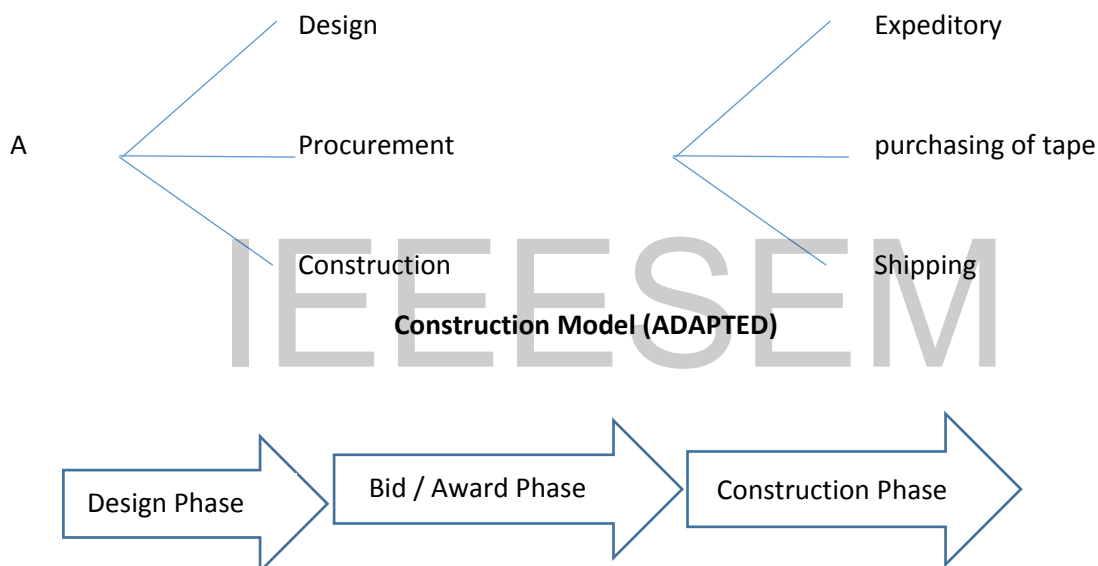 Design Expeditory
A Procurement purchasing of tape
Construction Shipping
IEEESEM
Construction Model (ADAPTED)
Design Phase Bid / Award Phase Construction Phase